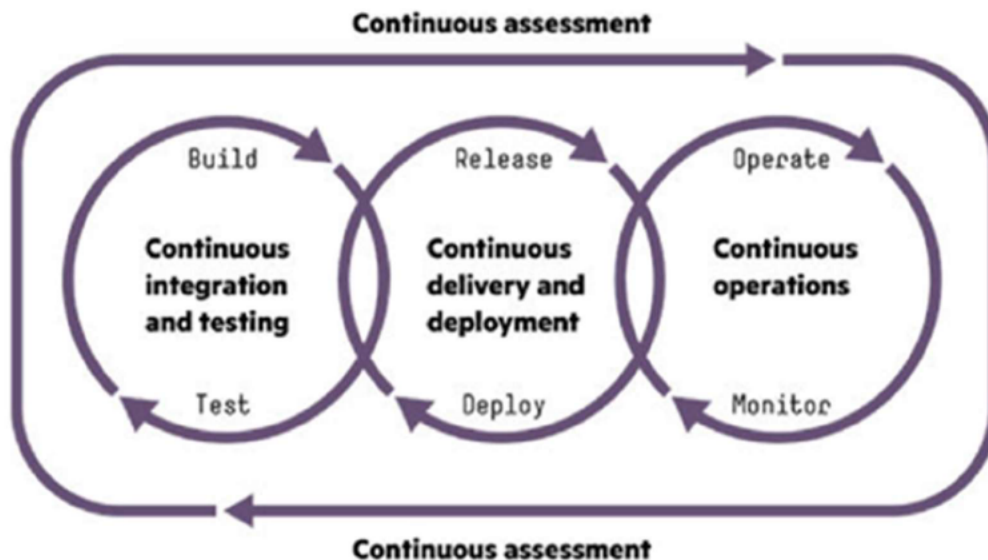 Continuous assessment
Build
Release
Operate
Continuous
integration
and testing
Continuous
delivery and
deployment
Continuous
operations
Test
Deploy
Monitor
Continuous assessment